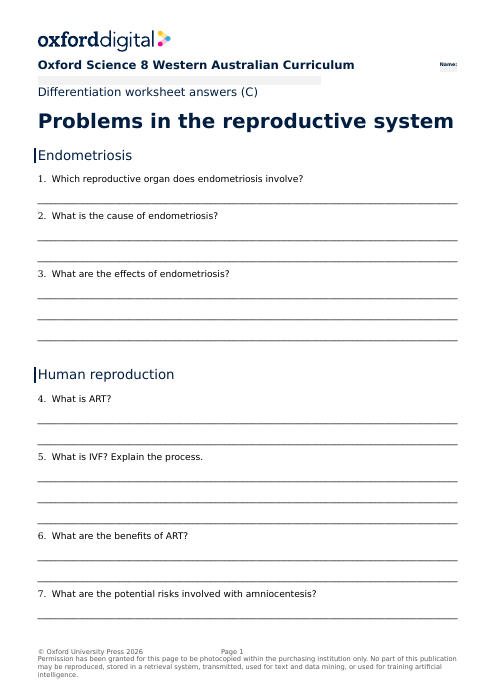 oxforddigital
Oxford Science 8 Western Australian Curriculum
Name:
Differentiation worksheet answers (C)
Problems in the reproductive system
Endometriosis
1. Which reproductive organ does endometriosis involve?
2. What is the cause of endometriosis?
3. What are the effects of endometriosis?
Human reproduction
4. What is ART?
5. What is IVF? Explain the process.
6. What are the benefits of ART?
7. What are the potential risks involved with amniocentesis?
© Oxford University Press 2026 Page 1
Permission has been granted for this page to be photocopied within the purchasing institution only. No part of this publication
may be reproduced, stored in a retrieval system, transmitted, used for text and data mining, or used for training artificial
intelligence.